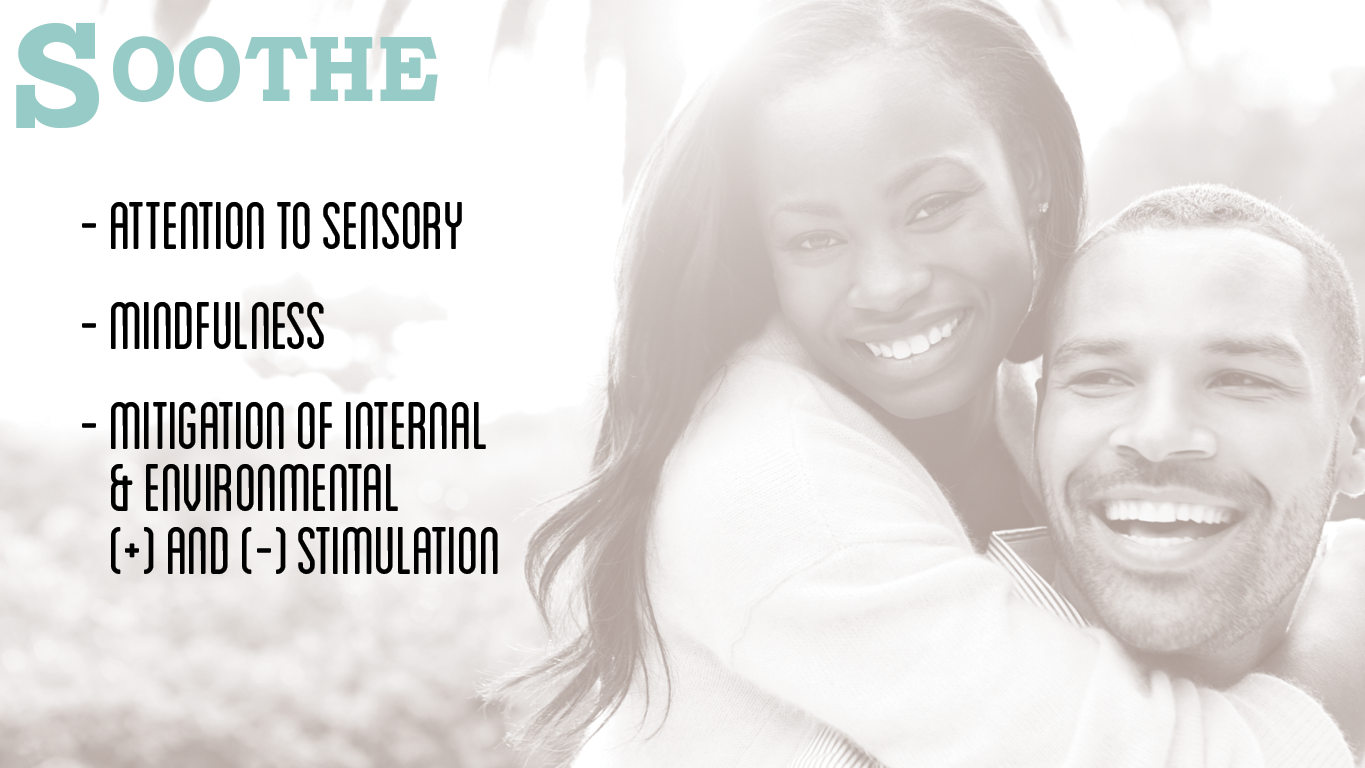 SOOTHE
- ATTENTION TO SENSORY
- MINDFULNESS
- MITIGATION OF INTERNAL
& ENVIRONMENTAL
(+) AND (-) STIMULATION